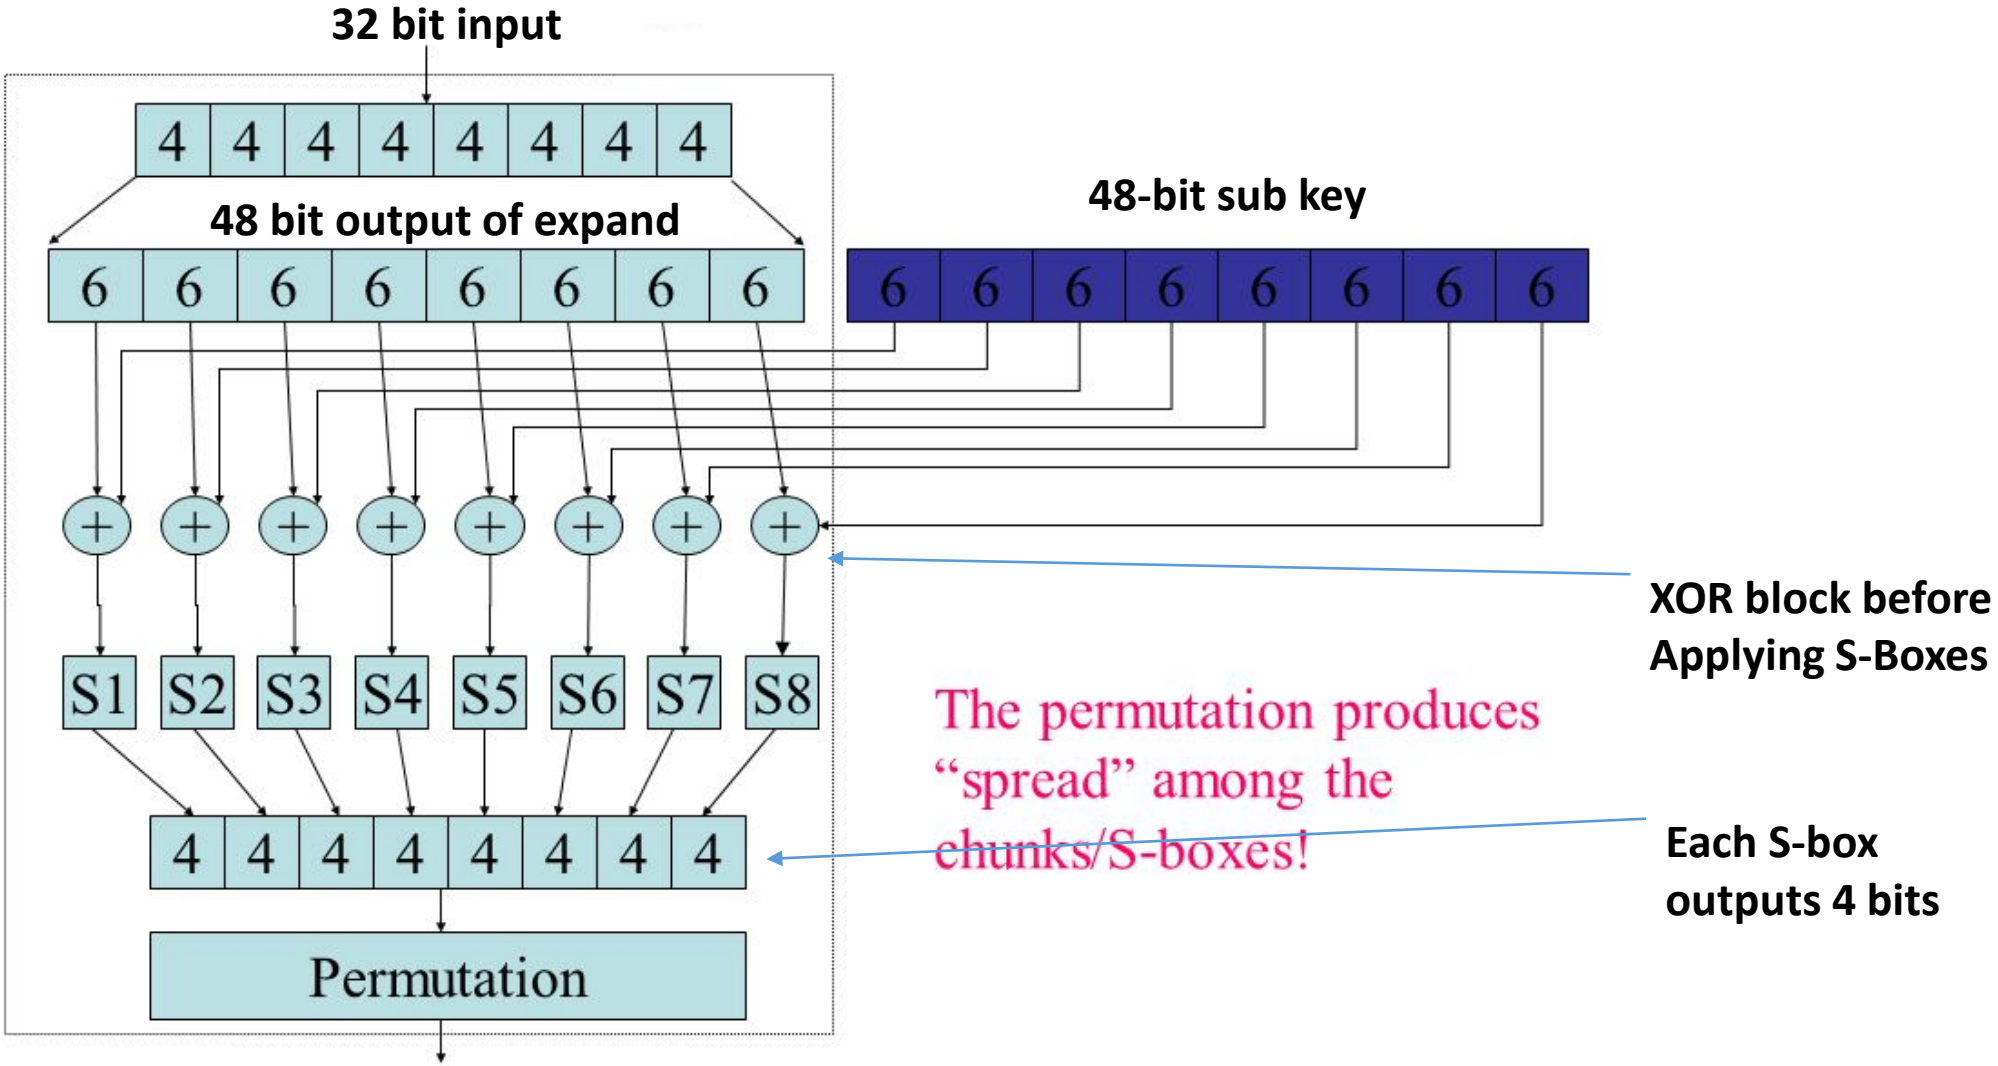 32 bit input
4 4 4 4 4 4 4 4
48 bit output of expand
48-bit sub key
6 6 6 6 6 6 6 6
6 6 6 6 6 6 6 6
+ + + + + + + +
XOR block before
Applying S-Boxes
S1 S2 S3 S4 S5 S6 S7 S8
The permutation produces
“spread” among the
chunks/S-boxes!
4 4 4 4 4 4 4 4
Each S-box
outputs 4 bits
Permutation